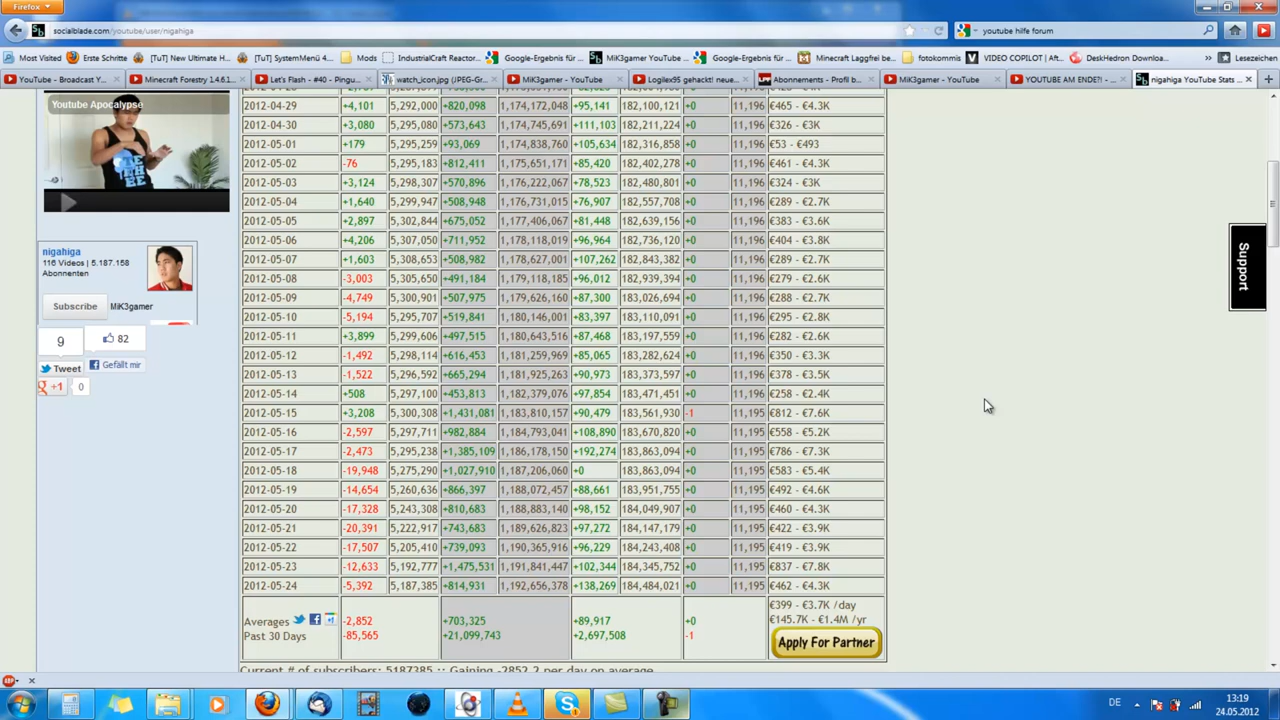 Firefox
socialblade.com/youtube/user/nigahiga
youtube hilfe forum
Most Visited Erste Schritte [TuT] New Ultimate H... [TuT] SystemMenü 4.... Mods IndustrialCraft Reactor... Google-Ergebnis für ... MiK3gamer YouTube S... Google-Ergebnis für ... Minecraft Laggfrei be... fotokommis VIDEO COPILOT | Aft... DeskHedron Downloa... Lesezeichen
YouTube - Broadcast Y... Minecraft Forestry 1.4.6.1... Let's Flash - #40 - Pingu... watch_icon.jpg (JPEG-Gr... MiK3gamer - YouTube Logilex95 gehackt! neue... Abonnements - Profil b... MiK3gamer - YouTube YOUTUBE AM ENDE?! -... nigahiga YouTube Stats ...
Youtube Apocalypse
nigahiga
116 Videos | 5.187.158
Abonnenten
Subscribe MiK3gamer
9 82
Tweet Gefällt mir
+1 0
2012-04-29 +4,101 5,292,000 +820,098 1,174,172,048 +95,141 182,100,121 +0 11,196 €465 - €4.3K
2012-04-30 +3,080 5,295,080 +573,643 1,174,745,691 +111,103 182,211,224 +0 11,196 €326 - €3K
2012-05-01 +179 5,295,259 +93,069 1,174,838,760 +105,634 182,316,858 +0 11,196 €53 - €493
2012-05-02 -76 5,295,183 +812,411 1,175,651,171 +85,420 182,402,278 +0 11,196 €461 - €4.3K
2012-05-03 +3,124 5,298,307 +570,896 1,176,222,067 +78,523 182,480,801 +0 11,196 €324 - €3K
2012-05-04 +1,640 5,299,947 +508,948 1,176,731,015 +76,907 182,557,708 +0 11,196 €289 - €2.7K
2012-05-05 +2,897 5,302,844 +675,052 1,177,406,067 +81,448 182,639,156 +0 11,196 €383 - €3.6K
2012-05-06 +4,206 5,307,050 +711,952 1,178,118,019 +96,964 182,736,120 +0 11,196 €404 - €3.8K
2012-05-07 +1,603 5,308,653 +508,982 1,178,627,001 +107,262 182,843,382 +0 11,196 €289 - €2.7K
2012-05-08 -3,003 5,305,650 +491,184 1,179,118,185 +96,012 182,939,394 +0 11,196 €279 - €2.6K
2012-05-09 -4,749 5,300,901 +507,975 1,179,626,160 +87,300 183,026,694 +0 11,196 €288 - €2.7K
2012-05-10 -5,194 5,295,707 +519,841 1,180,146,001 +83,397 183,110,091 +0 11,196 €295 - €2.8K
2012-05-11 +3,899 5,299,606 +497,515 1,180,643,516 +87,468 183,197,559 +0 11,196 €282 - €2.6K
2012-05-12 -1,492 5,298,114 +616,453 1,181,259,969 +85,065 183,282,624 +0 11,196 €350 - €3.3K
2012-05-13 -1,522 5,296,592 +665,294 1,181,925,263 +90,973 183,373,597 +0 11,196 €378 - €3.5K
2012-05-14 +508 5,297,100 +453,813 1,182,379,076 +97,854 183,471,451 +0 11,196 €258 - €2.4K
2012-05-15 +3,208 5,300,308 +1,431,081 1,183,810,157 +90,479 183,561,930 -1 11,195 €812 - €7.6K
2012-05-16 -2,597 5,297,711 +982,884 1,184,793,041 +108,890 183,670,820 +0 11,195 €558 - €5.2K
2012-05-17 -2,473 5,295,238 +1,385,109 1,186,178,150 +192,274 183,863,094 +0 11,195 €786 - €7.3K
2012-05-18 -19,948 5,275,290 +1,027,910 1,187,206,060 +0 183,863,094 +0 11,195 €583 - €5.4K
2012-05-19 -14,654 5,260,636 +866,397 1,188,072,457 +88,661 183,951,755 +0 11,195 €492 - €4.6K
2012-05-20 -17,328 5,243,308 +810,683 1,188,883,140 +98,152 184,049,907 +0 11,195 €460 - €4.3K
2012-05-21 -20,391 5,222,917 +743,683 1,189,626,823 +97,272 184,147,179 +0 11,195 €422 - €3.9K
2012-05-22 -17,507 5,205,410 +739,093 1,190,365,916 +96,229 184,243,408 +0 11,195 €419 - €3.9K
2012-05-23 -12,633 5,192,777 +1,475,531 1,191,841,447 +102,344 184,345,752 +0 11,195 €837 - €7.8K
2012-05-24 -5,392 5,187,385 +814,931 1,192,656,378 +138,269 184,484,021 +0 11,195 €462 - €4.3K
Averages -2,852 +703,325 +89,917 +0 €399 - €3.7K /day
Past 30 Days -85,565 +21,099,743 +2,697,508 -1 €145.7K - €1.4M /yr
Apply For Partner
Current # of subscribers: 5187385 :: Gaining -2852.2 per day on average
Support
DE 13:19
24.05.2012